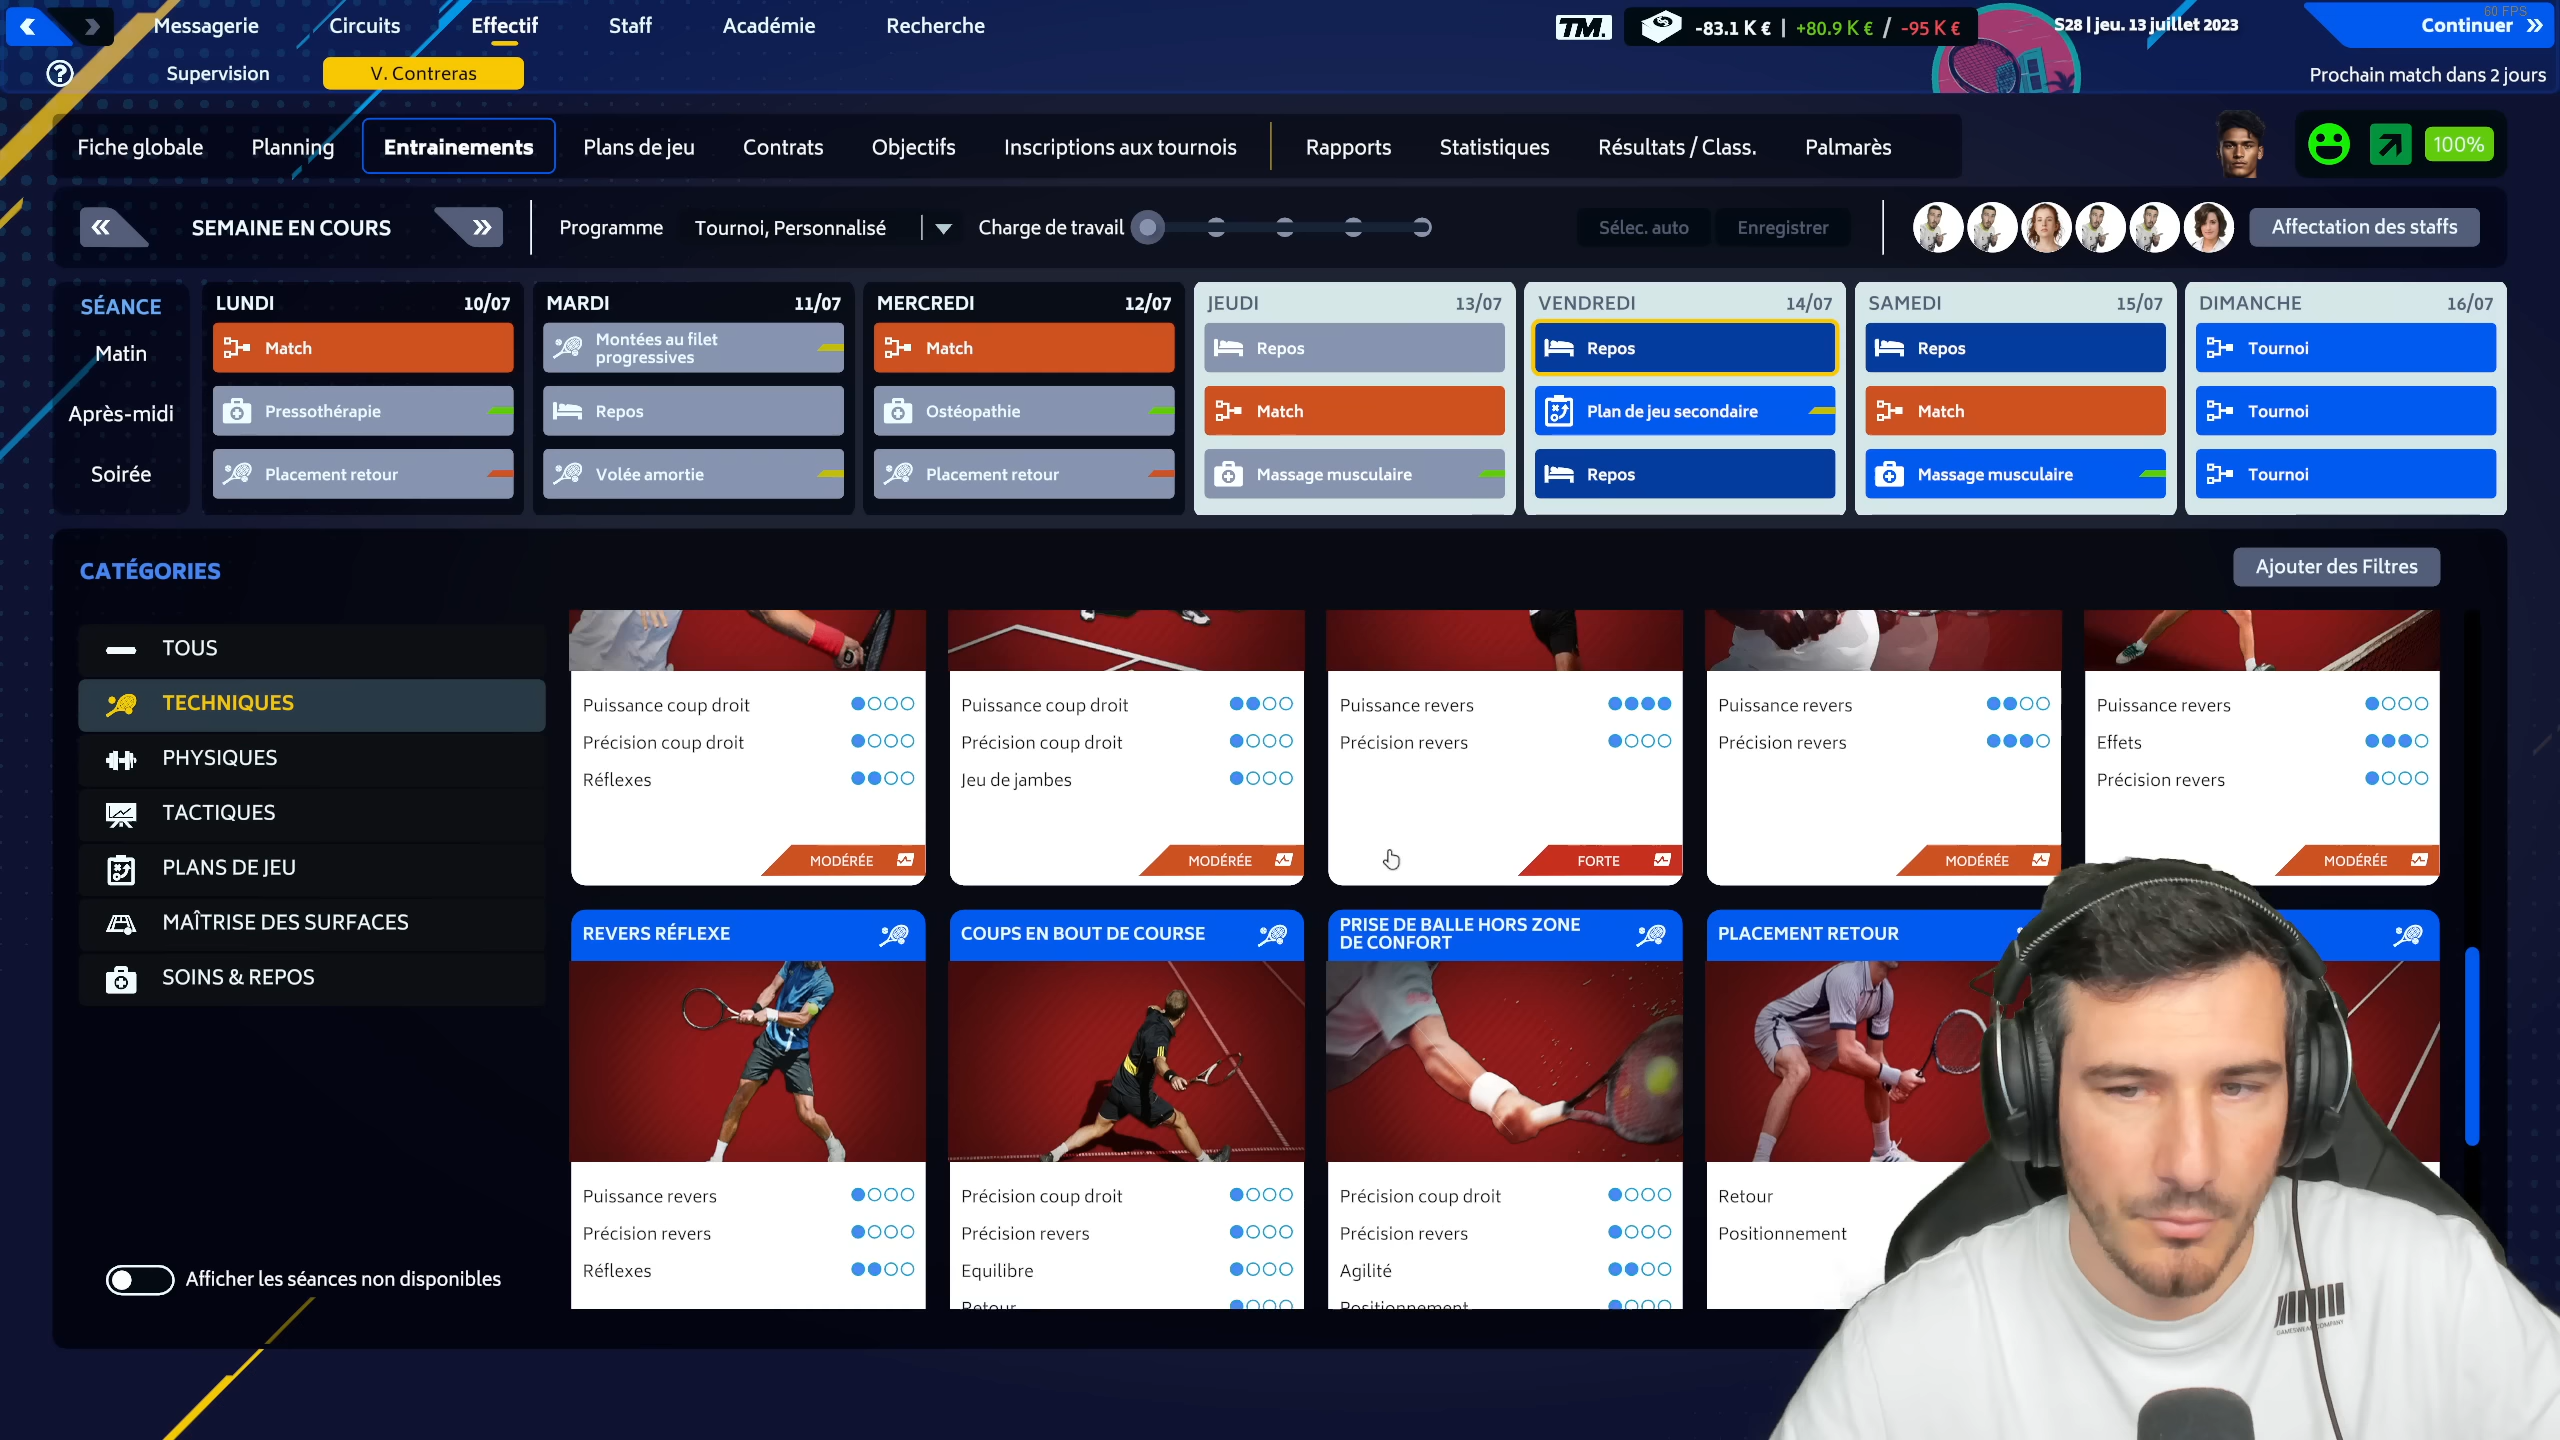 Messagerie
Circuits
Effectif
Staff
Académie
Recherche
TM.
-83.1 K € | +80.9 K € / -95 K €
S28 | jeu. 13 juillet 2023
60 FPS
Continuer
Supervision
V. Contreras
Prochain match dans 2 jours
Fiche globale
Planning
Entrainements
Plans de jeu
Contrats
Objectifs
Inscriptions aux tournois
Rapports
Statistiques
Résultats / Class.
Palmarès
100%
SEMAINE EN COURS
Programme
Tournoi, Personnalisé
Charge de travail
Sélec. auto
Enregistrer
Affectation des staffs
SÉANCE
LUNDI 10/07
MARDI 11/07
MERCREDI 12/07
JEUDI 13/07
VENDREDI 14/07
SAMEDI 15/07
DIMANCHE 16/07
Matin
Match
Montées au filet
progressives
Match
Repos
Repos
Repos
Tournoi
Après-midi
Pressothérapie
Repos
Ostéopathie
Match
Plan de jeu secondaire
Match
Tournoi
Soirée
Placement retour
Volée amortie
Placement retour
Massage musculaire
Repos
Massage musculaire
Tournoi
CATÉGORIES
Ajouter des Filtres
TOUS
TECHNIQUES
PHYSIQUES
TACTIQUES
PLANS DE JEU
MAÎTRISE DES SURFACES
SOINS & REPOS
Afficher les séances non disponibles
Puissance coup droit
Précision coup droit
Réflexes
MODÉRÉE
Puissance coup droit
Précision coup droit
Jeu de jambes
MODÉRÉE
Puissance revers
Précision revers
FORTE
Puissance revers
Précision revers
MODÉRÉE
Puissance revers
Effets
Précision revers
MODÉRÉE
REVERS RÉFLEXE
Puissance revers
Précision revers
Réflexes
COUPS EN BOUT DE COURSE
Précision coup droit
Précision revers
Equilibre
Retour
PRISE DE BALLE HORS ZONE
DE CONFORT
Précision coup droit
Précision revers
Agilité
Positionnement
PLACEMENT RETOUR
Retour
Positionnement